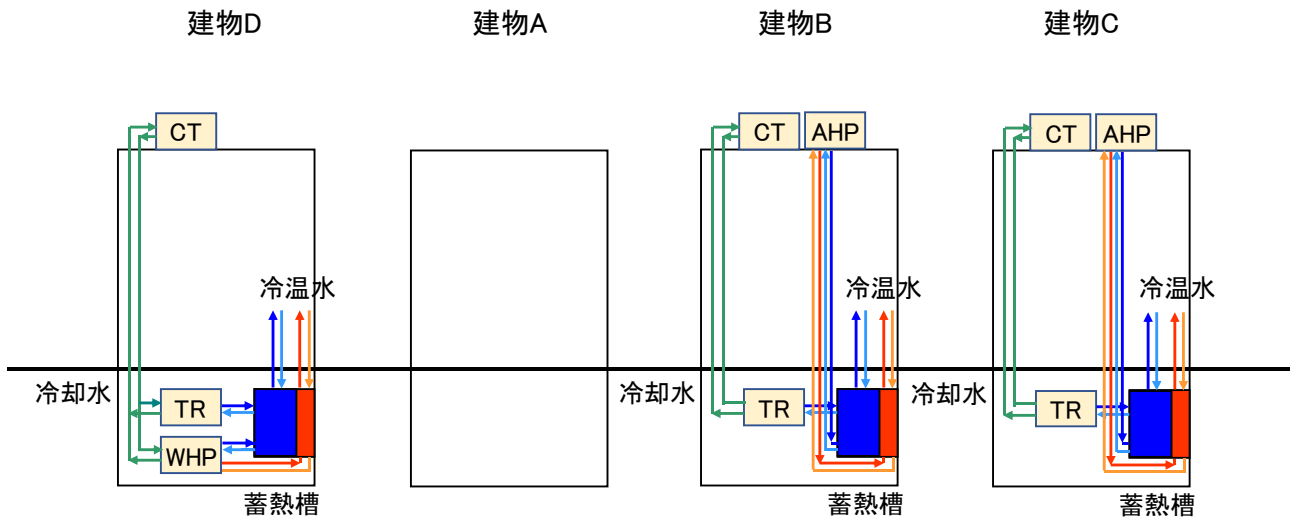 建物D
建物A
建物B
建物C
CT
CT
AHP
CT
AHP
冷温水
冷温水
冷温水
冷却水
冷却水
冷却水
TR
TR
TR
WHP
蓄熱槽
蓄熱槽
蓄熱槽